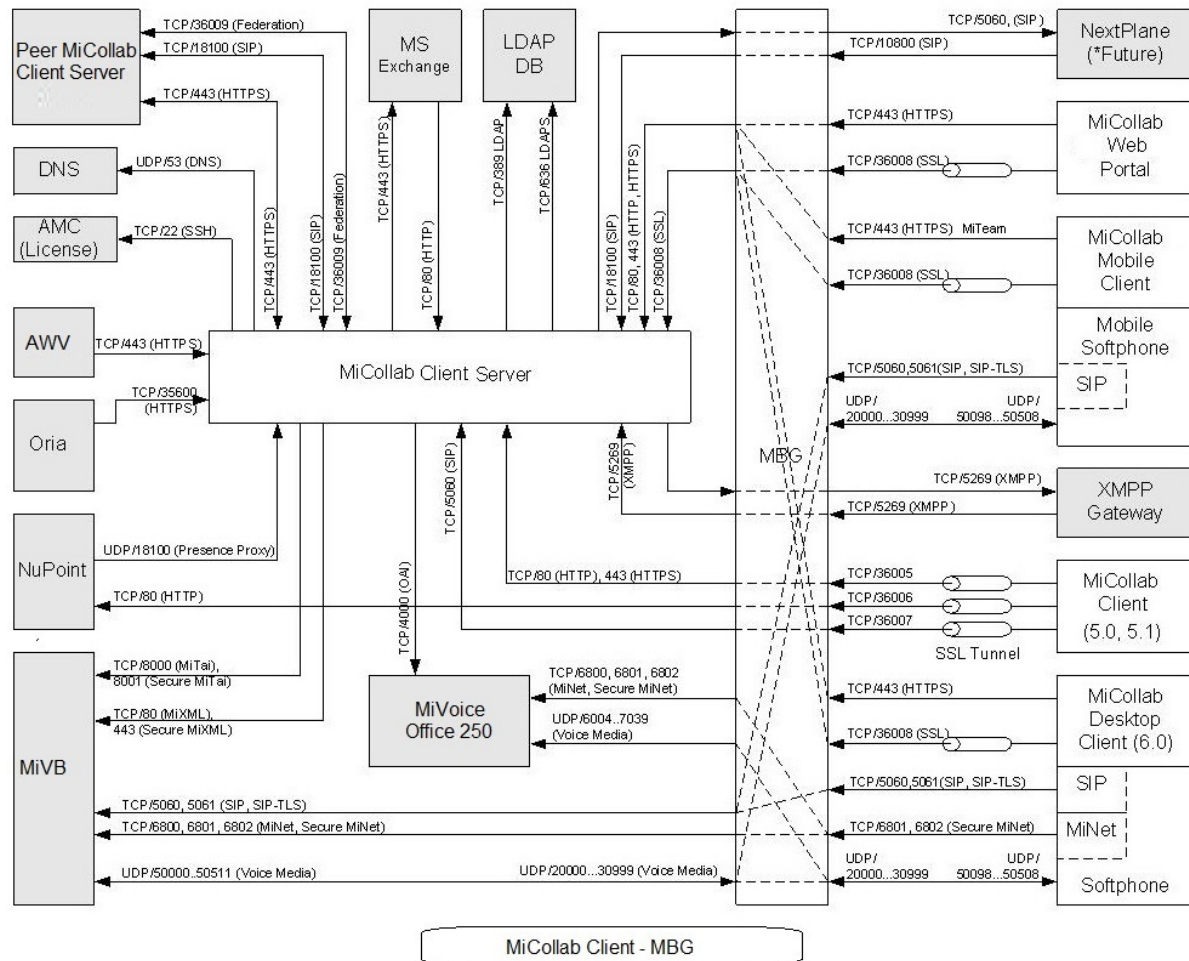 TCP/36009 (Federation)
TCP/18100 (SIP)
TCP/443 (HTTPS)
Peer MiCollab
Client Server
MS
Exchange
LDAP
DB
TCP/5060, (SIP)
TCP/10800 (SIP)
NextPlane
(*Future)
DNS
UDP/53 (DNS)
AMC
(License)
TCP/22 (SSH)
TCP/443 (HTTPS)
TCP/18100 (SIP)
TCP/36009 (Federation)
TCP/443 (HTTPS)
TCP/80 (HTTP)
TCP/389 LDAP
TCP/636 LDAPS
TCP/18100 (SIP)
TCP/80, 443 (HTTP, HTTPS)
TCP/36008 (SSL)
TCP/443 (HTTPS)
TCP/36008 (SSL)
MiCollab
Web
Portal
TCP/443 (HTTPS) MiTeam
TCP/36008 (SSL)
MiCollab
Mobile
Client
Mobile
Softphone
SIP
TCP/5060,5061(SIP, SIP-TLS)
UDP/
20000...30999
UDP/
50098...50508
AWV
TCP/443 (HTTPS)
MiCollab Client Server
Oria
TCP/35600
(HTTPS)
MBG
TCP/5060 (SIP)
TCP/5269
(XMPP)
TCP/5269 (XMPP)
TCP/5269 (XMPP)
XMPP
Gateway
NuPoint
UDP/18100 (Presence Proxy)
TCP/80 (HTTP)
TCP/4000 (OAI)
TCP/80 (HTTP), 443 (HTTPS)
TCP/36005
TCP/36006
TCP/36007
SSL Tunnel
MiCollab
Client
(5.0, 5.1)
MiVB
TCP/8000 (MiTai),
8001(Secure MiTai)
TCP/80 (MiXML),
443 (Secure MiXML)
MiVoice
Office 250
TCP/6800, 6801, 6802
(MiNet, Secure MiNet)
UDP/6004..7039
(Voice Media)
TCP/443 (HTTPS)
TCP/36008 (SSL)
MiCollab
Desktop
Client (6.0)
TCP/5060, 5061 (SIP, SIP-TLS)
TCP/5060,5061(SIP, SIP-TLS)
SIP
TCP/6800, 6801, 6802 (MiNet, Secure MiNet)
TCP/6801, 6802 (Secure MiNet)
MiNet
UDP/50000..50511 (Voice Media)
UDP/20000...30999 (Voice Media)
UDP/
20000...30999
UDP/
50098...50508
Softphone
MiCollab Client - MBG